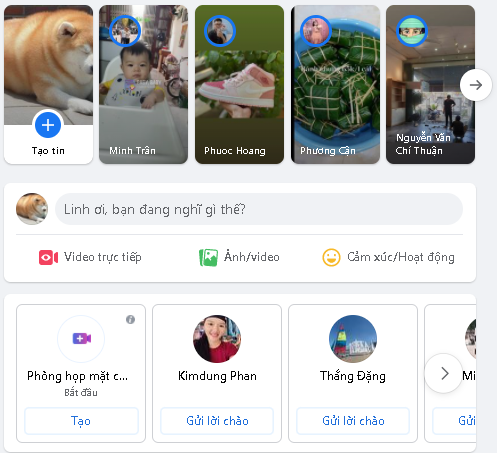 Tạo tin
Minh Trân
Phuoc Hoang
Phương Cận
Nguyễn Văn
Chí Thuận
Linh ơi, bạn đang nghĩ gì thế?
Video trực tiếp
Ảnh/video
Cảm xúc/Hoạt động
Phòng họp mặt c...
Bắt đầu
Tạo
Kimdung Phan
Gửi lời chào
Thắng Đặng
Gửi lời chào
Mi
Gửi